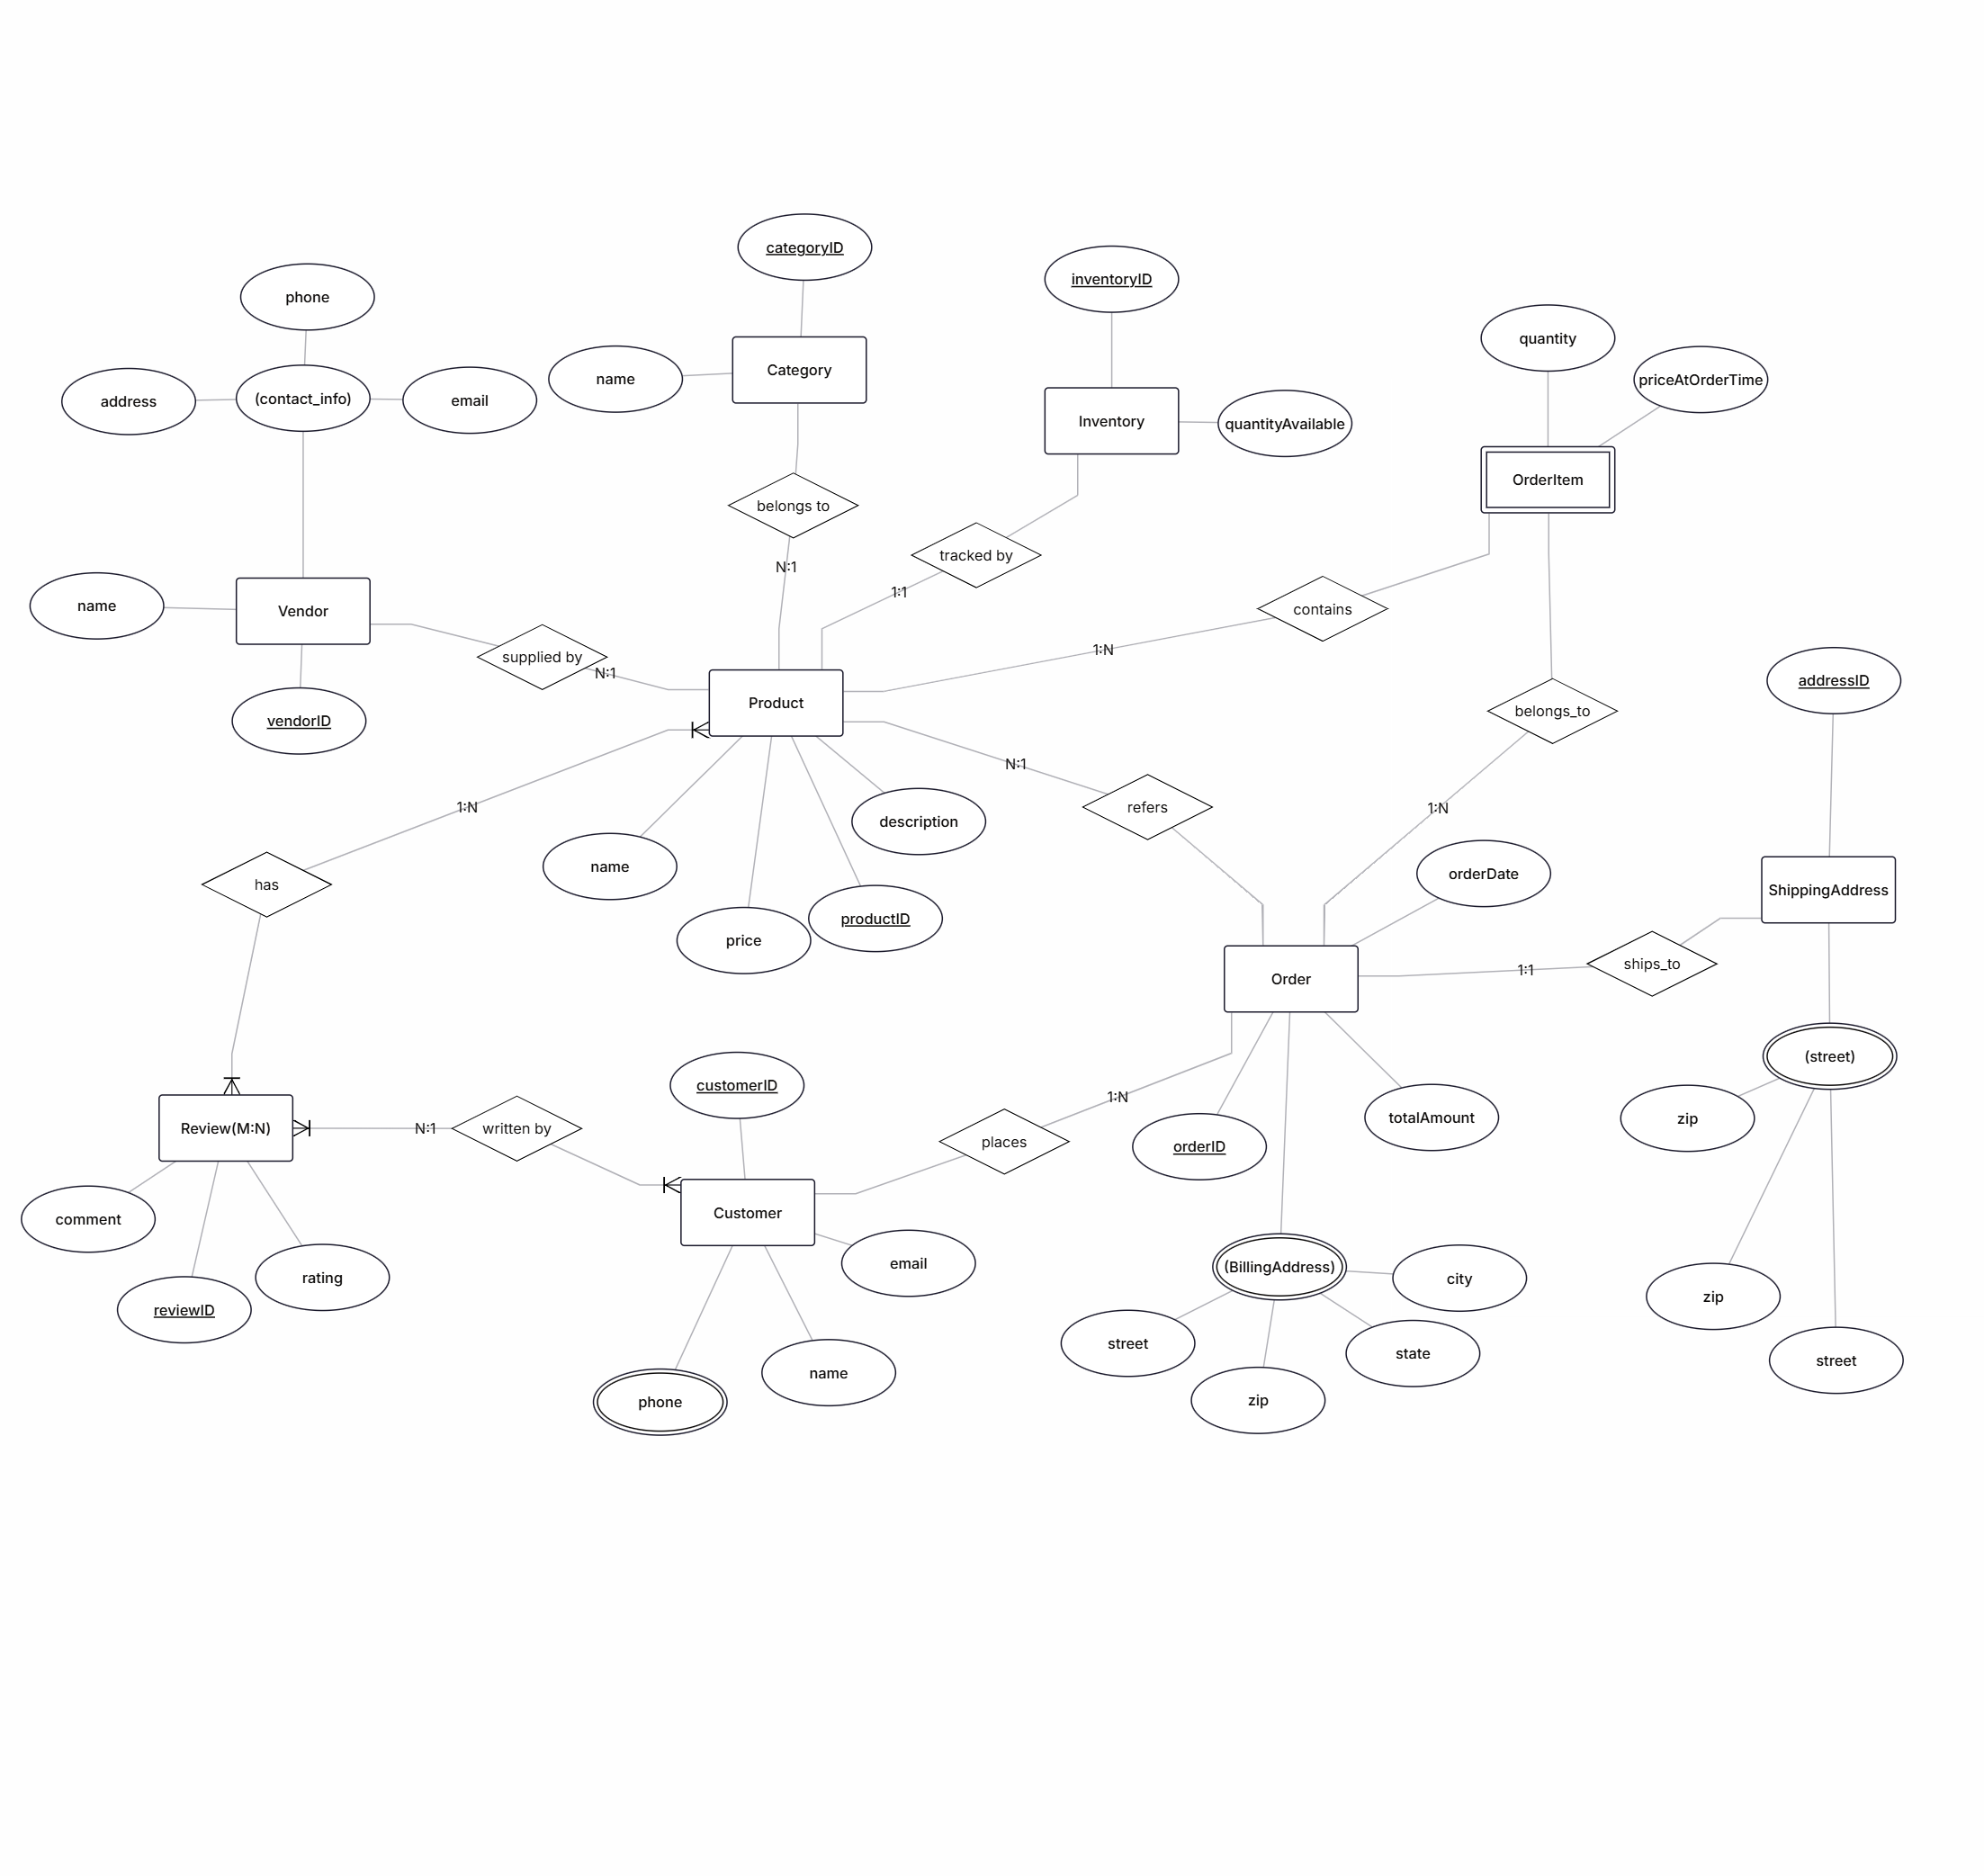 categoryID
inventoryID
phone
quantity
priceAtOrderTime
Category
name
(contact_info)
address
email
Inventory
quantityAvailable
OrderItem
belongs to
tracked by
N:1
1:1
name
Vendor
contains
1:N
supplied by
N:1
addressID
Product
belongs_to
vendorID
N:1
1:N
refers
1:N
description
name
orderDate
has
ShippingAddress
productID
price
ships_to
1:1
Order
(street)
customerID
1:N
zip
totalAmount
Review(M:N)
N:1
written by
places
orderID
Customer
comment
email
(BillingAddress)
rating
city
reviewID
zip
street
state
street
name
phone
zip